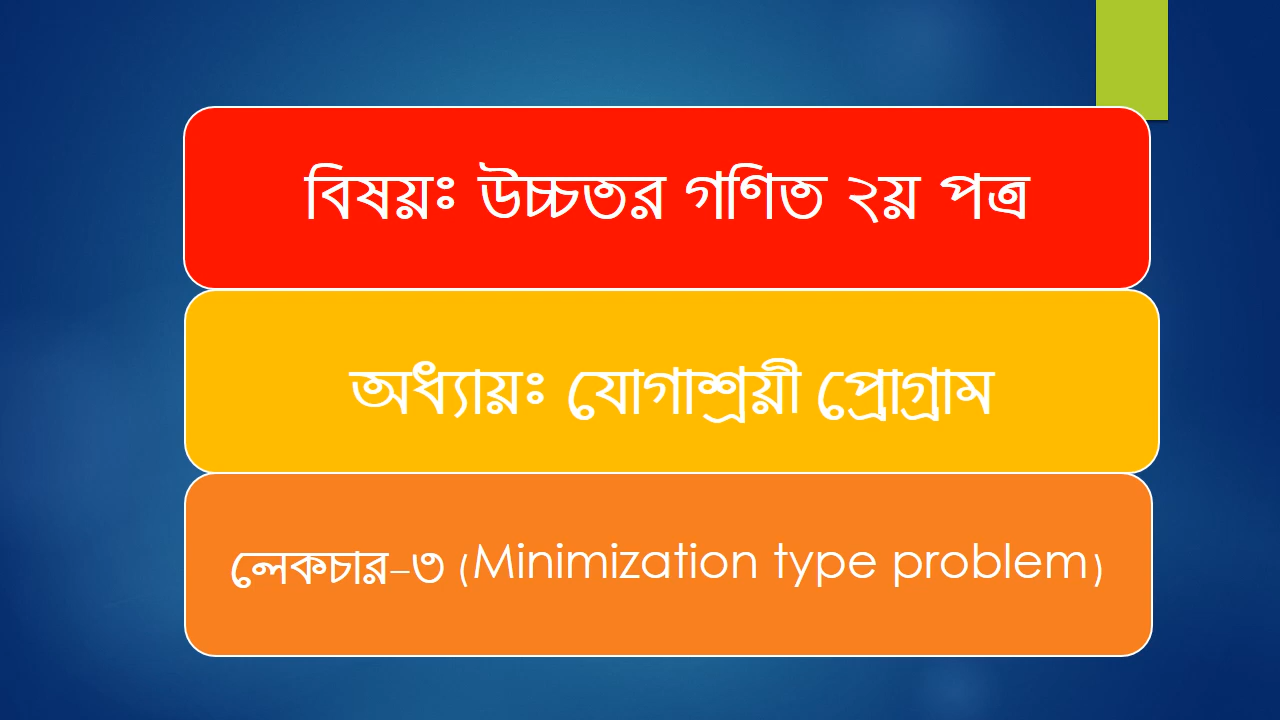 বিষয়ঃ উচ্চতর গণিত ২য় পত্র
অধ্যায়ঃ যোগাশ্রয়ী প্রোগ্রাম
লেকচার-৩ (Minimization type problem)